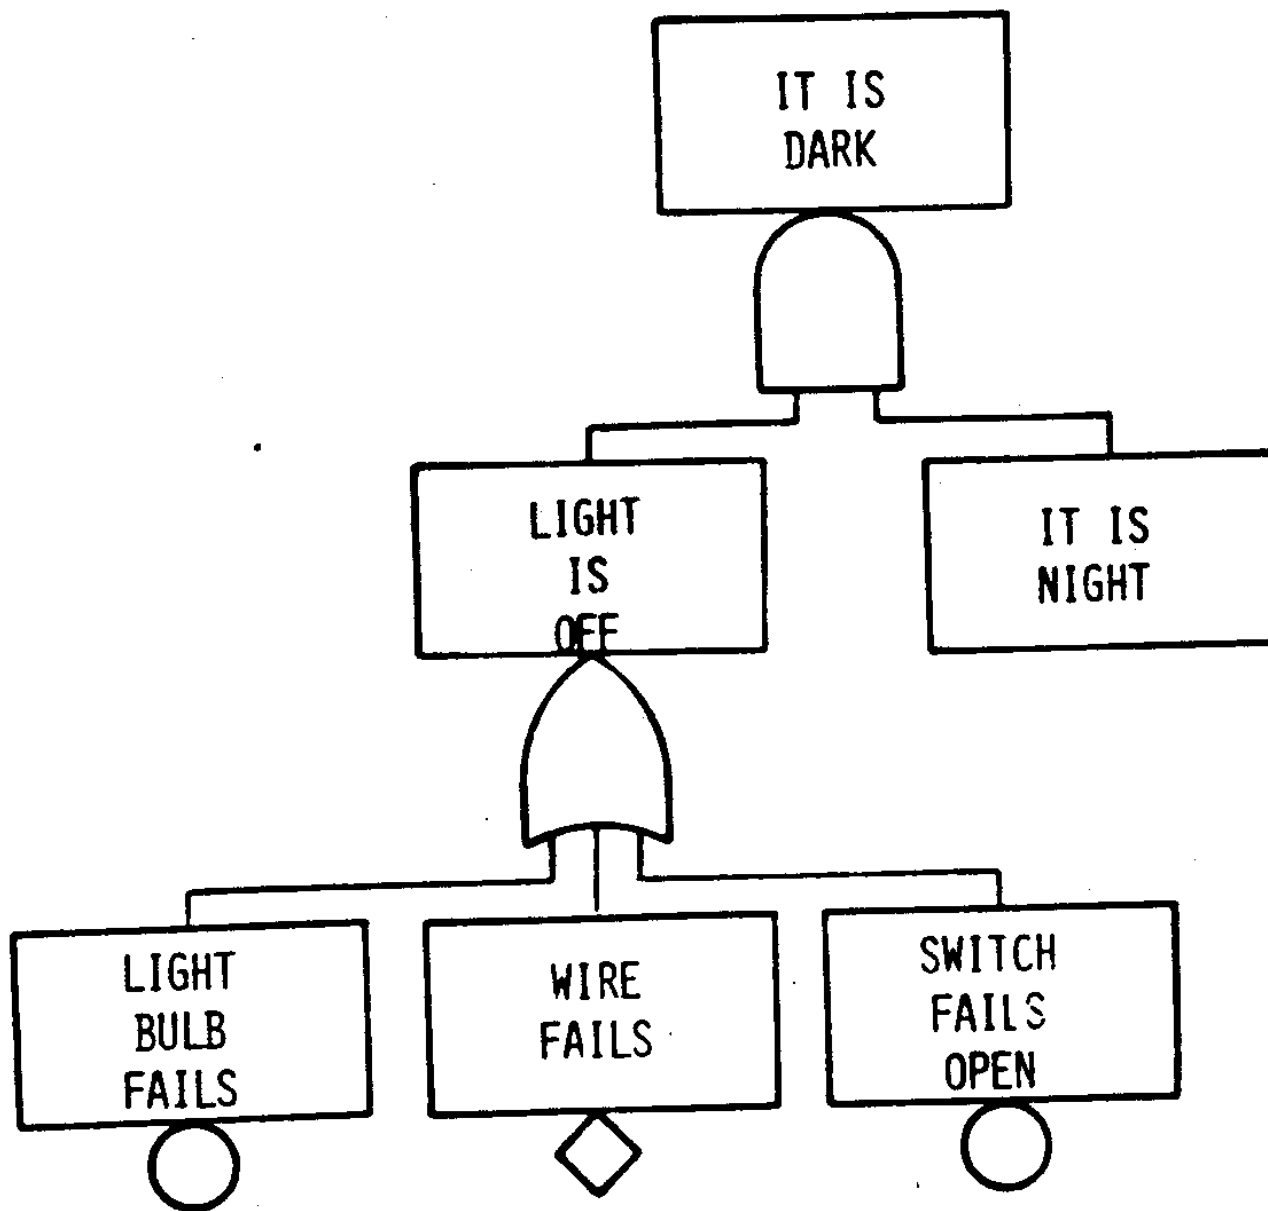 IT IS
DARK
LIGHT
IS
OFF
IT IS
NIGHT
LIGHT
BULB
FAILS
WIRE
FAILS
SWITCH
FAILS
OPEN